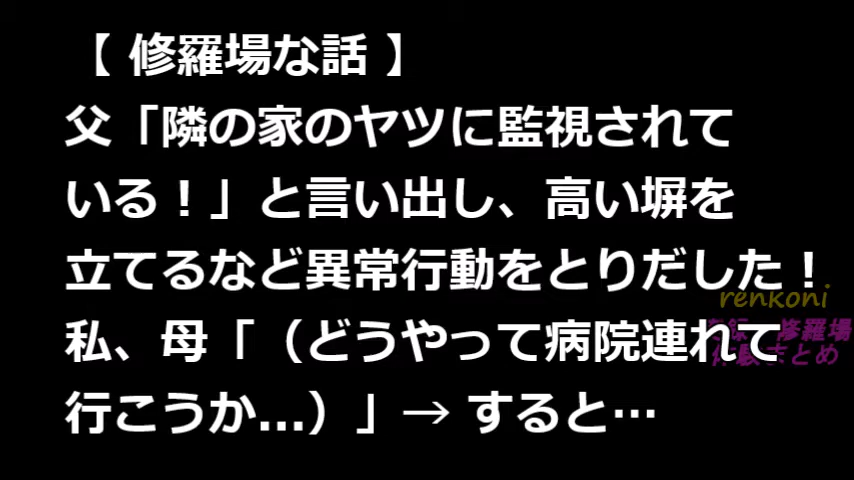 【 修羅場な話 】
父「隣の家のヤツに監視されて
いる！」と言い出し、高い塀を
立てるなど異常行動をとりだした！
renkoni
修羅場
私、母「（どうやって病院連れて
まとめ
行こうか...）」→ すると…